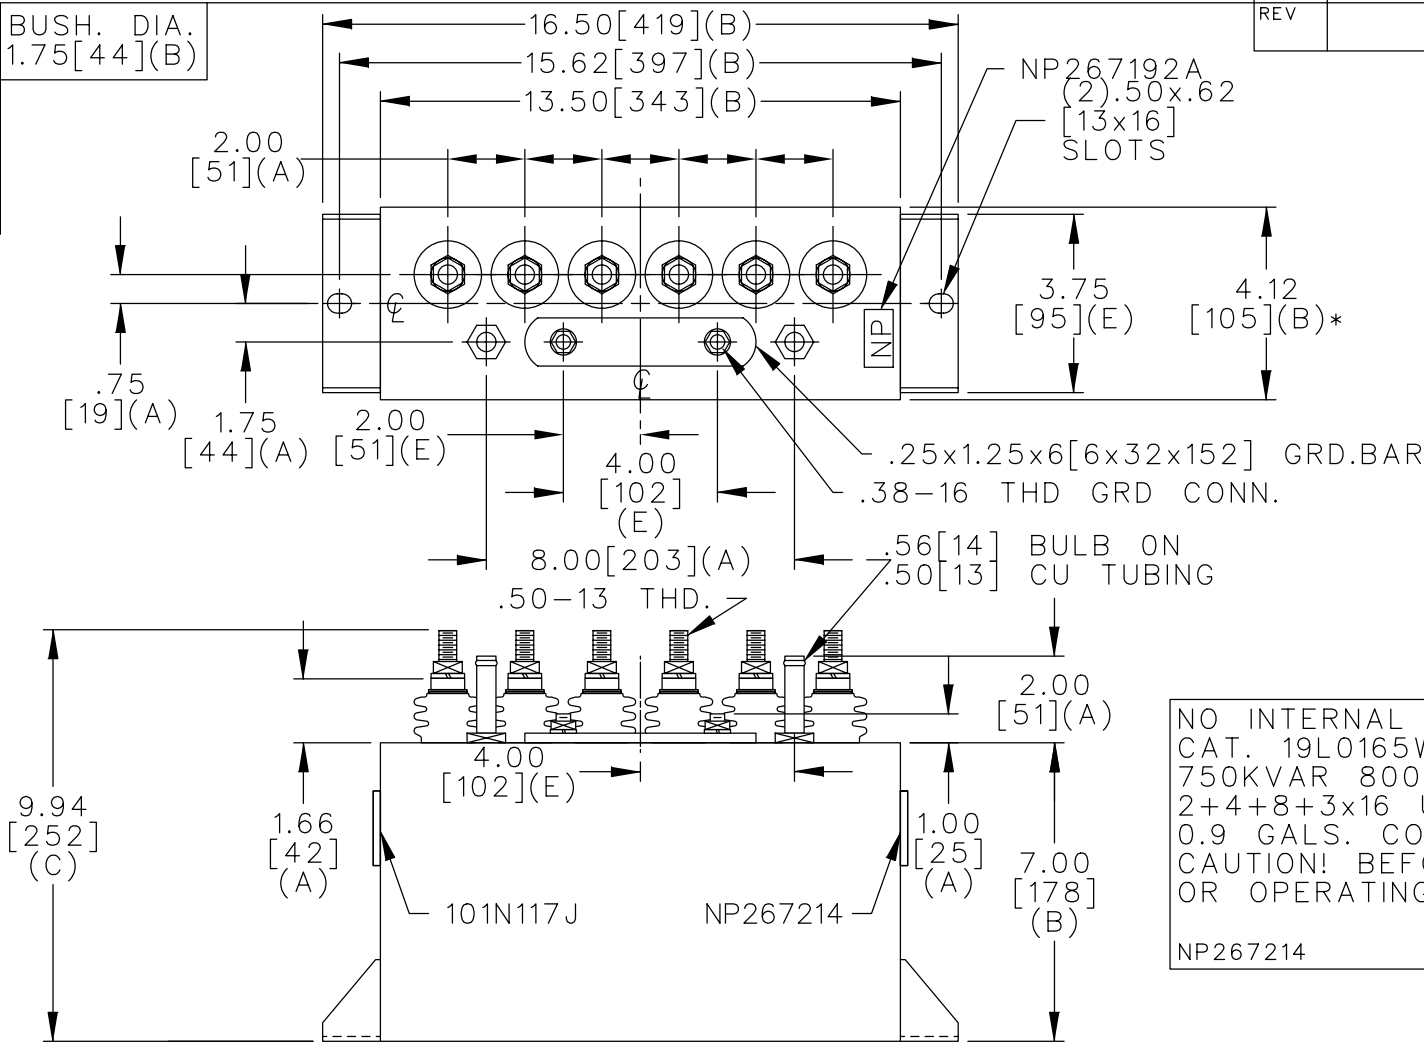 BUSH. DIA.
1.75[44](B)
16.50[419](B)
REV
15.62[397](B)
13.50[343](B)
NP267192A
(2).50x.62
[13x16]
SLOTS
2.00
[51](A)
3.75
[95](E)
4.12
[105](B)*
NP
.75
[19](A)
1.75
[44](A)
2.00
[51](E)
4.00
[102]
(E)
.25x1.25x6[6x32x152] GRD.BAR
.38-16 THD GRD CONN.
8.00[203](A)
.50-13 THD.
.56[14] BULB ON
.50[13] CU TUBING
2.00
[51](A)
4.00
[102](E)
9.94
[252]
(C)
1.66
[42]
(A)
1.00
[25]
(A)
7.00
[178]
(B)
101N117J
NP267214
NO INTERNAL
CAT. 19L0165
750KVAR 800
2+4+8+3x16
0.9 GALS.
CAUTION!
OR OPERATING
NP267214